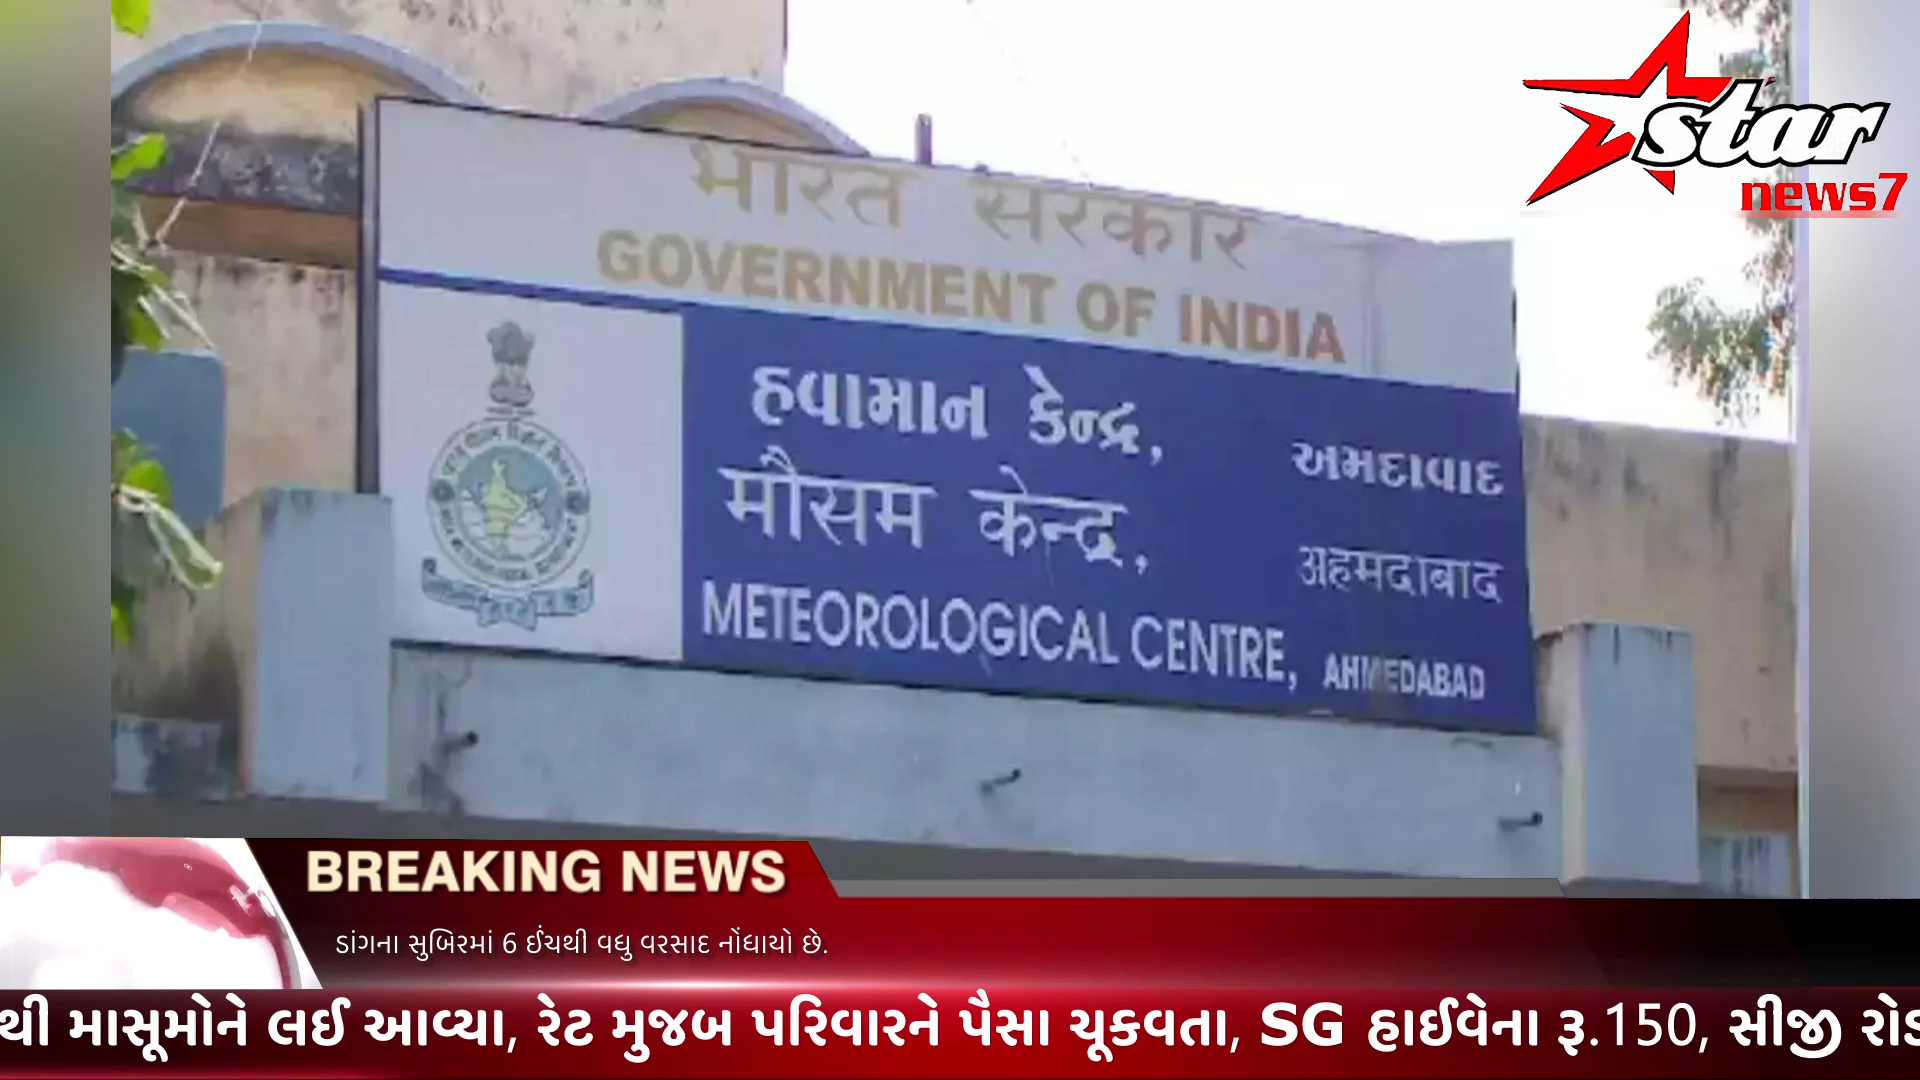 star
news7
भारत सरकार
GOVERNMENT OF INDIA
હવામાન કેન્દ્ર, અમદાવાદ
मौसम केन्द्र, अहमदाबाद
METEOROLOGICAL CENTRE, AHMEDABAD
BREAKING NEWS
ડાંગના સુબિરમાં 6 ઈંચથી વધુ વરસાદ નોંધાયો છે.
થી માસૂમોને લઈ આવ્યા, રેટ મુજબ પરિવારને પૈસા ચૂકવતા, SG હાઈવેના રૂ.150, સીજી રોડ